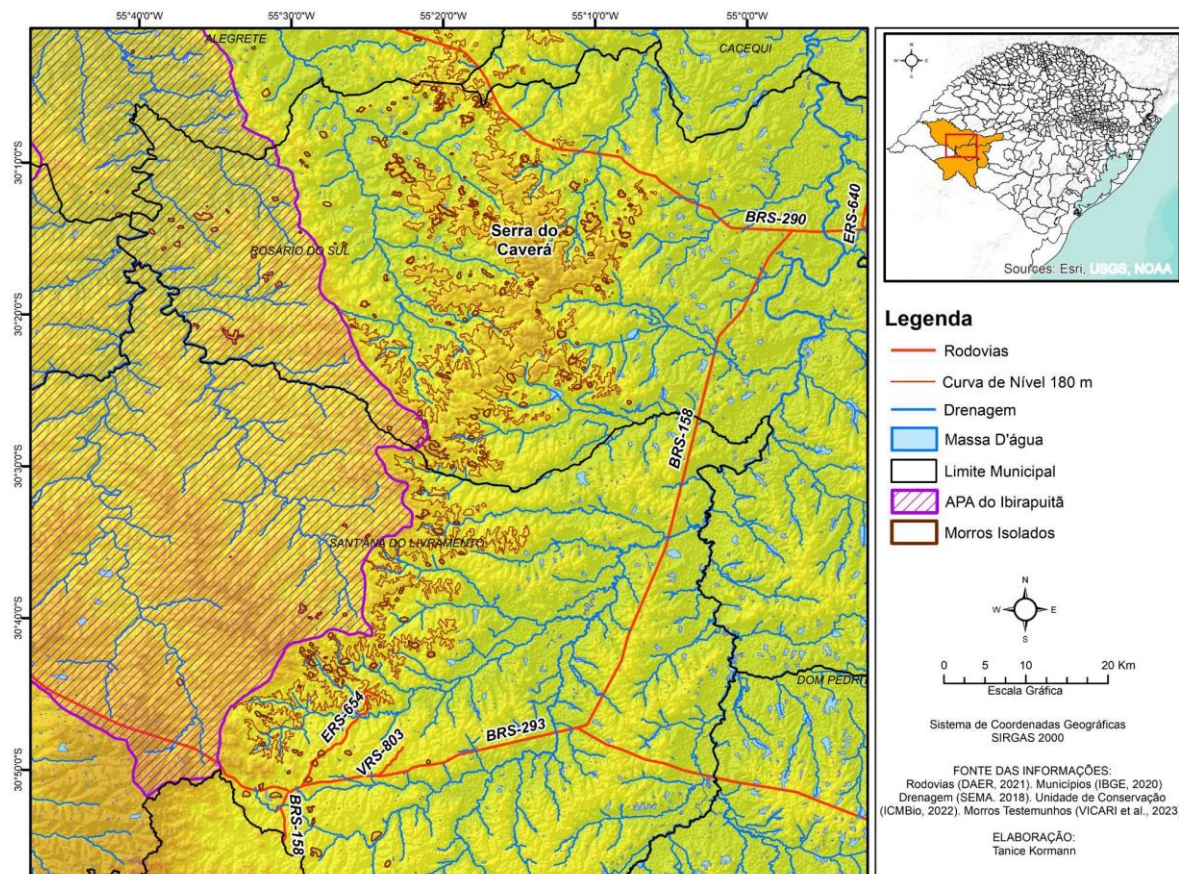 55°40'0"W 55°30'0"W 55°20'0"W 55°10'0"W 55°0'0"W
ALEGRETE
CACEQUI
30°10'0"S
BRS-290
ERS-640
Serra do
Caverá
ROSÁRIO DO SUL
30°20'0"S
BRS-158
30°30'0"S
SANT'ANA DO LIVRAMENTO
30°40'0"S
DOM PEDRIT
ERS-654
VRS-803
BRS-293
30°50'0"S
BRS-158
N
W E
S
Sources: Esri, USGS, NOAA
Legenda
Rodovias
Curva de Nível 180 m
Drenagem
Massa D'água
Limite Municipal
APA do Ibirapuitã
Morros Isolados
N
W E
S
0 5 10 20 Km
Escala Gráfica
Sistema de Coordenadas Geográficas
SIRGAS 2000
FONTE DAS INFORMAÇÕES:
Rodovias (DAER, 2021). Municípios (IBGE, 2020)
Drenagem (SEMA. 2018). Unidade de Conservação
(ICMBio, 2022). Morros Testemunhos (VICARI et al., 2023)
ELABORAÇÃO:
Tanice Kormann